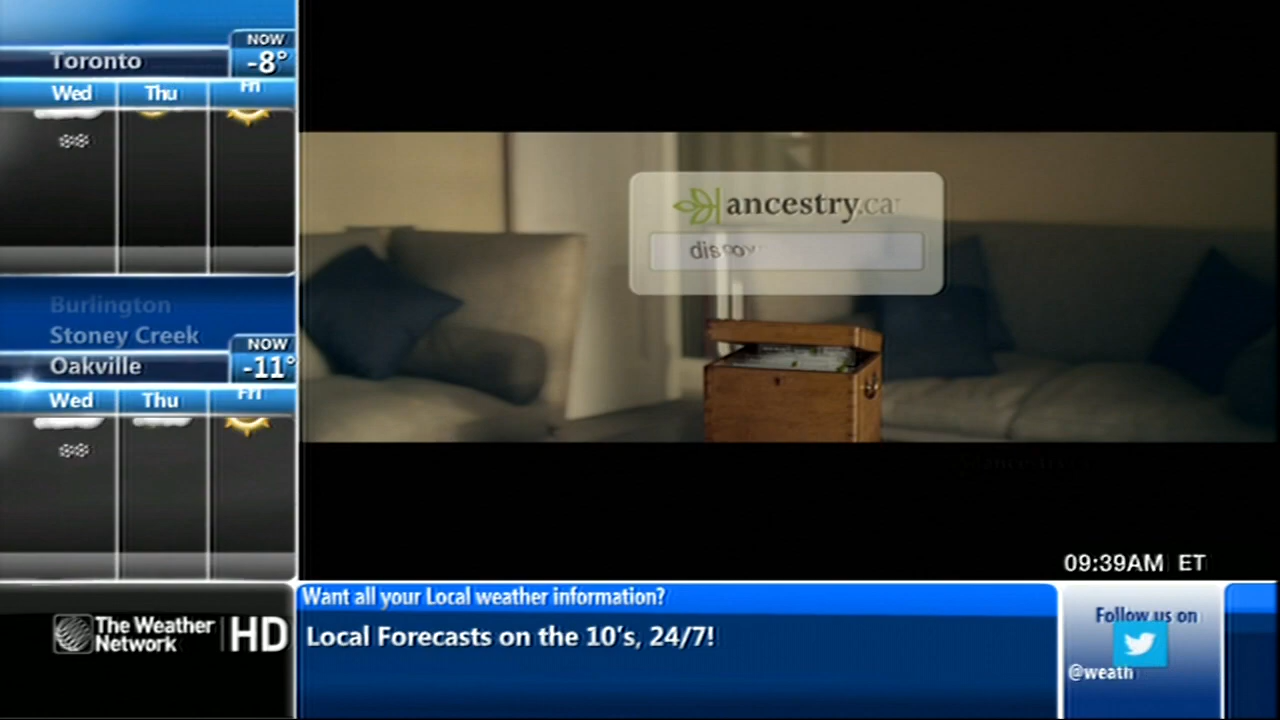 NOW
Toronto
-8°
Wed Thu Fri
Burlington
Stoney Creek
NOW
Oakville
-11°
Wed Thu Fri
ancestry.ca
discov
09:39AM ET
Want all your Local weather information?
Local Forecasts on the 10's, 24/7!
The Weather
Network
HD
Follow us on
@weath